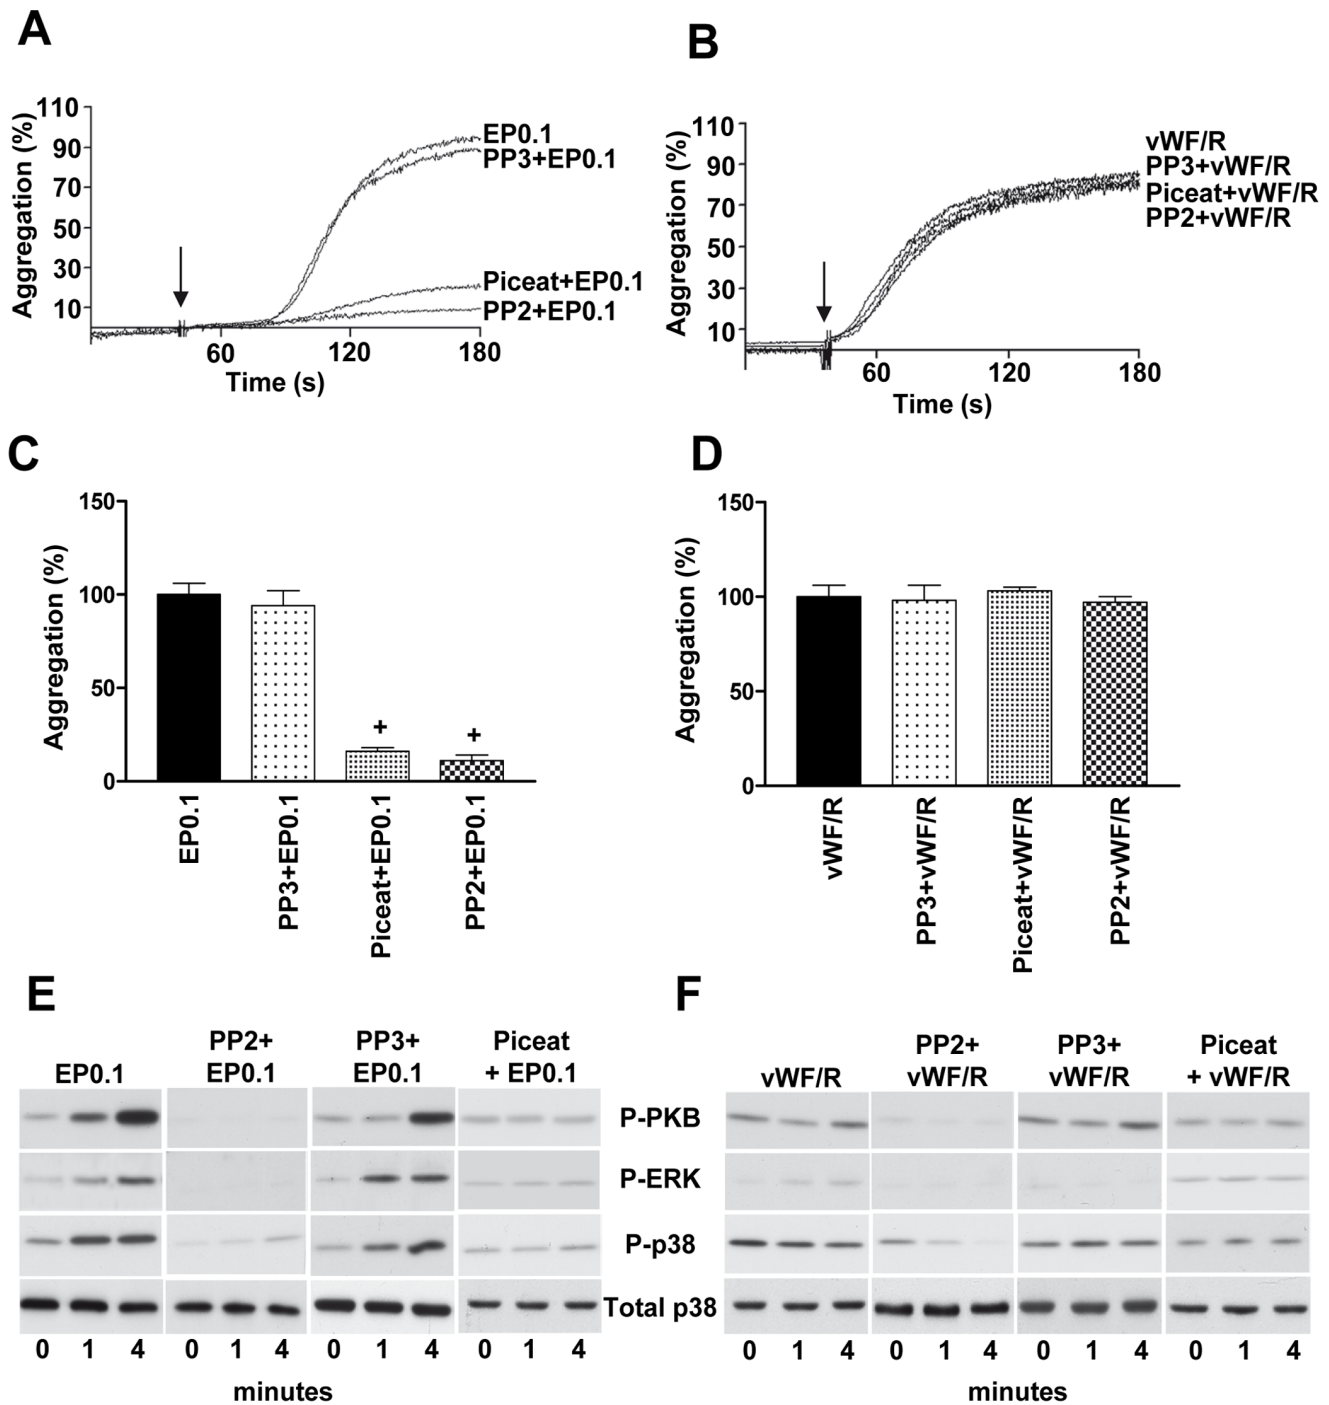 A
110
90
70
50
30
10
Aggregation (%)
EP0.1
PP3+EP0.1
Piceat+EP0.1
PP2+EP0.1
60 120 180
Time (s)
B
110
90
70
50
30
10
Aggregation (%)
vWF/R
PP3+vWF/R
Piceat+vWF/R
PP2+vWF/R
60 120 180
Time (s)
C
150
100
50
0
Aggregation (%)
+ +
EP0.1
PP3+EP0.1
Piceat+EP0.1
PP2+EP0.1
D
150
100
50
0
Aggregation (%)
vWF/R
PP3+vWF/R
Piceat+vWF/R
PP2+vWF/R
E
EP0.1
PP2+
EP0.1
PP3+
EP0.1
Piceat
+ EP0.1
P-PKB
P-ERK
P-p38
Total p38
0 1 4 0 1 4 0 1 4 0 1 4
minutes
F
vWF/R
PP2+
vWF/R
PP3+
vWF/R
Piceat
+ vWF/R
0 1 4 0 1 4 0 1 4 0 1 4
minutes